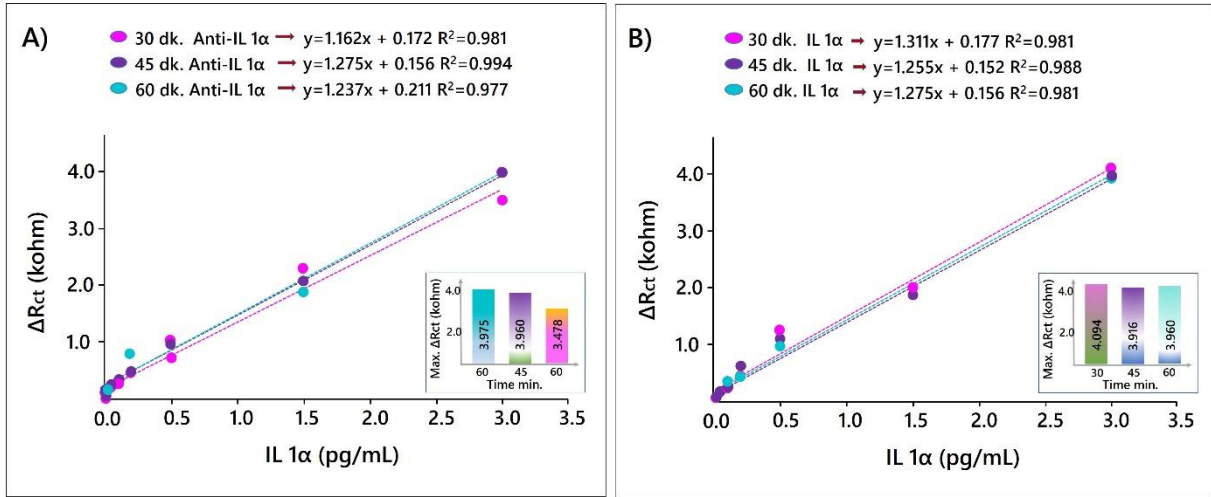 A)
30 dk. Anti-IL 1α → y=1.162x + 0.172 R²=0.981
45 dk. Anti-IL 1α → y=1.275x + 0.156 R²=0.994
60 dk. Anti-IL 1α → y=1.237x + 0.211 R²=0.977
ΔRct (kohm)
4.0
3.0
2.0
1.0
0.0 0.5 1.0 1.5 2.0 2.5 3.0 3.5
IL 1α (pg/mL)
Max. ΔRct (kohm)
4.0
2.0
3.975 3.960 3.478
60 45 60
Time min.
B)
30 dk. IL 1α → y=1.311x + 0.177 R²=0.981
45 dk. IL 1α → y=1.255x + 0.152 R²=0.988
60 dk. IL 1α → y=1.275x + 0.156 R²=0.981
ΔRct (kohm)
4.0
3.0
2.0
1.0
0.0 0.5 1.0 1.5 2.0 2.5 3.0 3.5
IL 1α (pg/mL)
Max. ΔRct (kohm)
4.0
2.0
4.094 3.916 3.960
30 45 60
Time min.